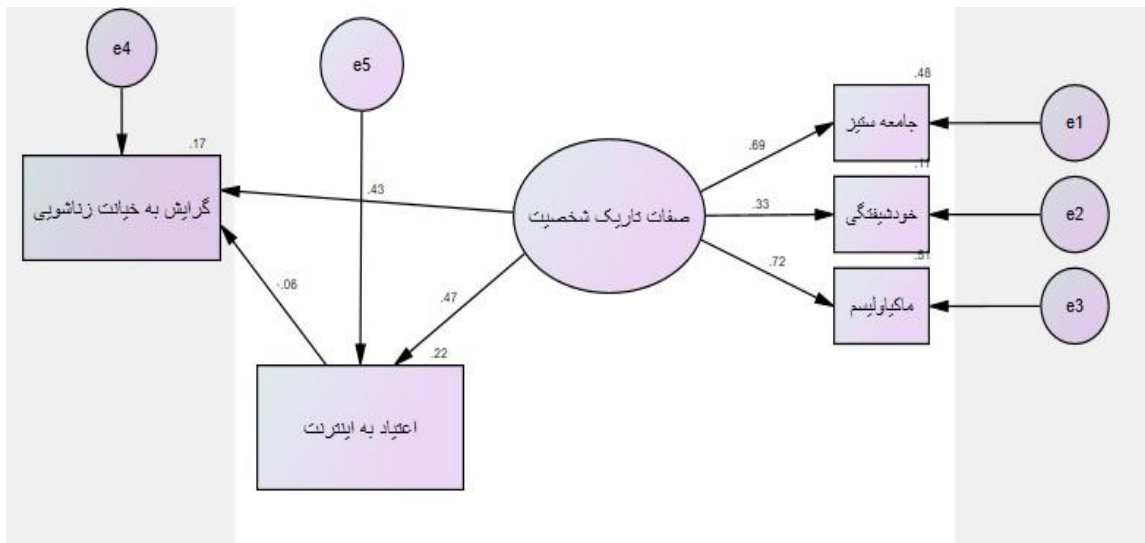 e4
e5
.48
جامعه ستیز
e1
.17
.69
.11
گرایش به خیانت زناشویی
.43
صفات تاریک شخصیت
.33
خودشیفتگی
e2
.51
-.06
.47
.72
ماکیاولیسم
e3
.22
اعتیاد به اینترنت